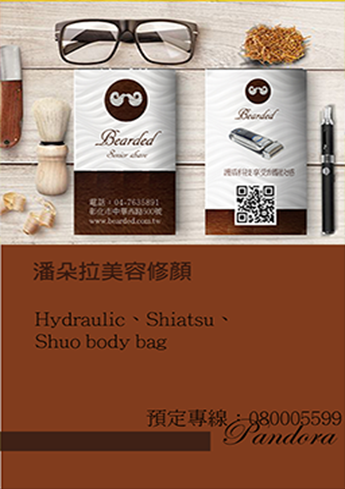 Bearded
Senior shave
電話：04-7635891
彰化市中華西路500號
www.bearded.com.tw
Bearded
潘朵拉美容修顏
Hydraulic、Shiatsu、
Shuo body bag
預定專線：080005599
Pandora